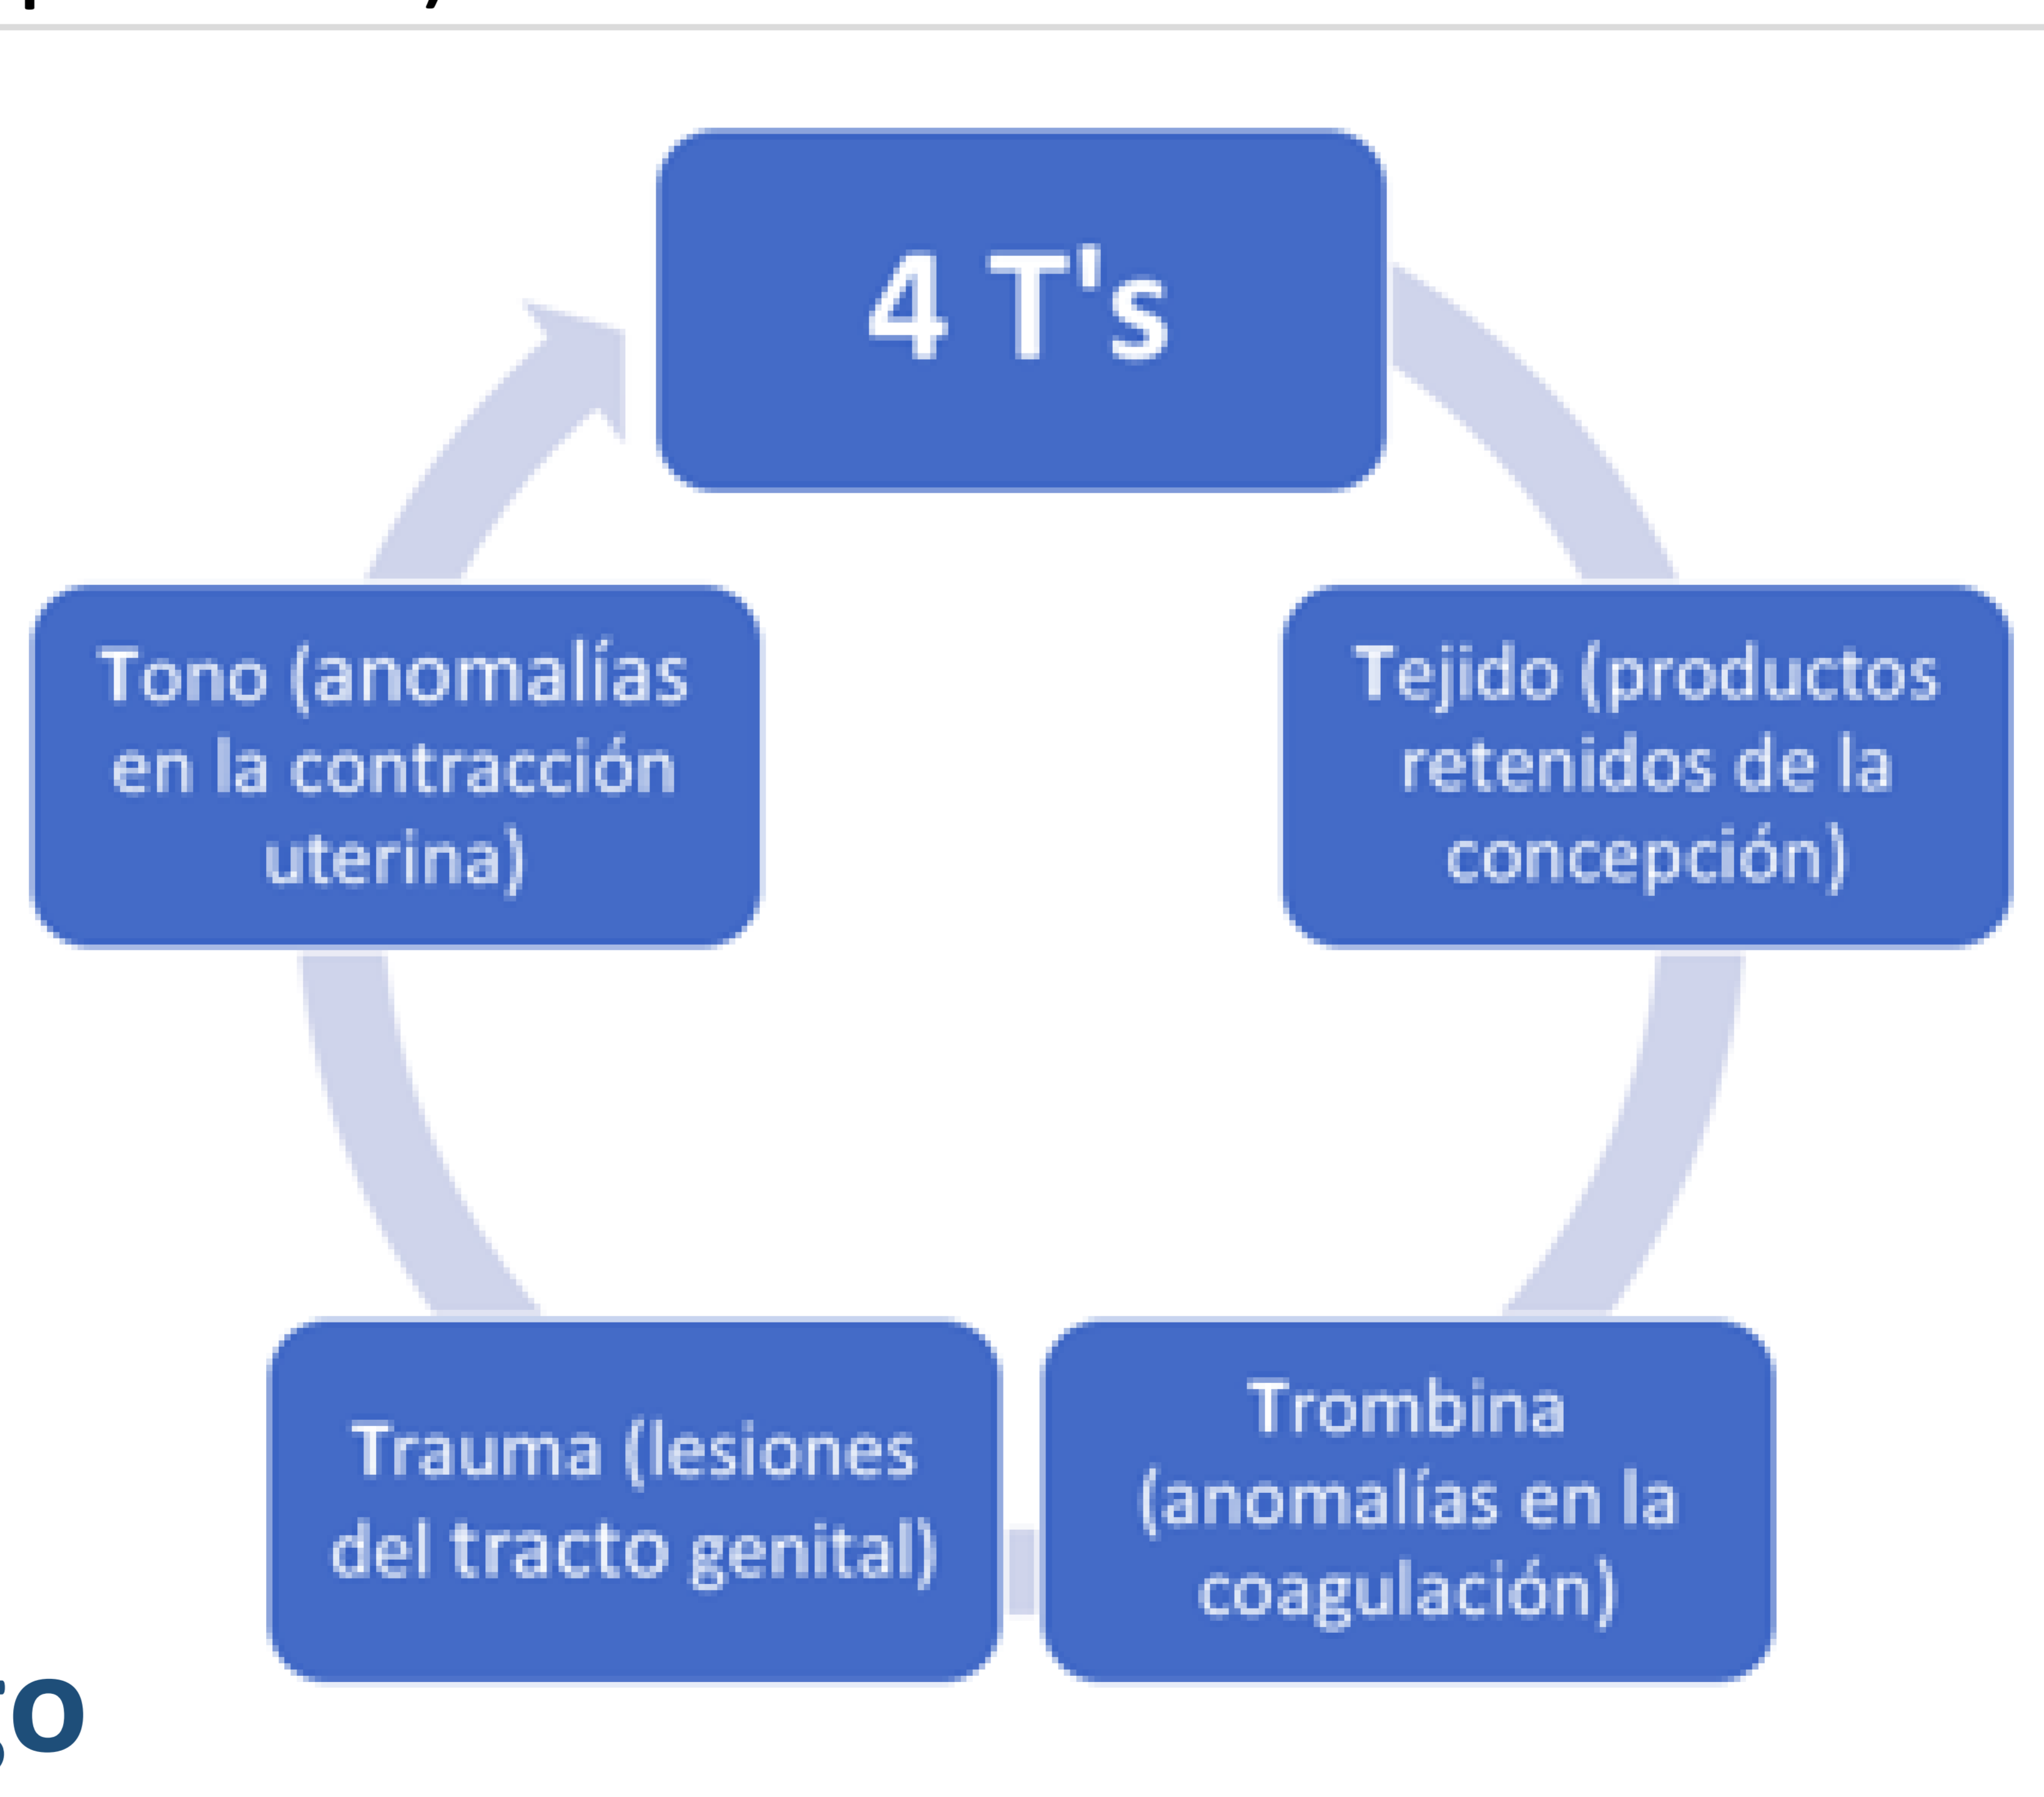 4 T's
Tejido (productos
retenidos de la
concepción)
Trombina
(anomalías en la
coagulación)
Trauma (lesiones
del tracto genital)
Tono (anomalías
en la contracción
uterina)